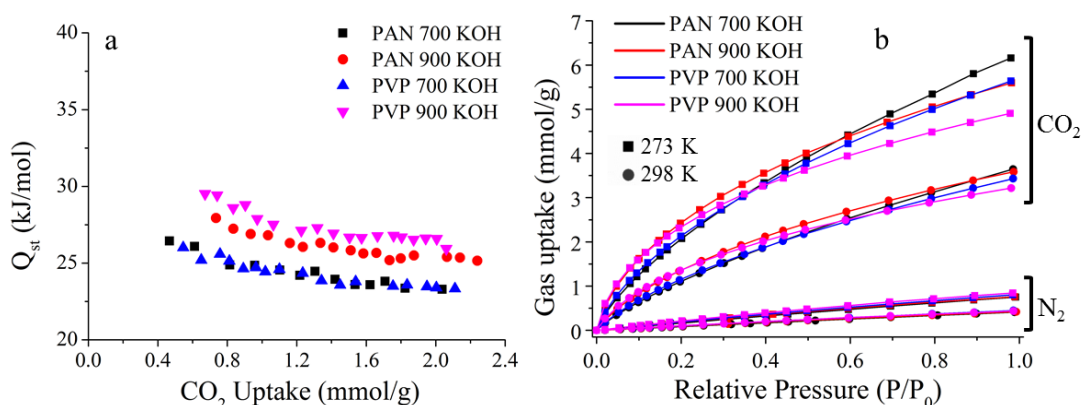 a
PAN 700 KOH
PAN 900 KOH
PVP 700 KOH
PVP 900 KOH
40
35
30
25
20
Qst (kJ/mol)
0.0 0.4 0.8 1.2 1.6 2.0 2.4
CO2 Uptake (mmol/g)
b
PAN 700 KOH
PAN 900 KOH
PVP 700 KOH
PVP 900 KOH
273 K
298 K
7
6
5
4
3
2
1
0
Gas uptake (mmol/g)
0.0 0.2 0.4 0.6 0.8 1.0
Relative Pressure (P/P0)
CO2
N2